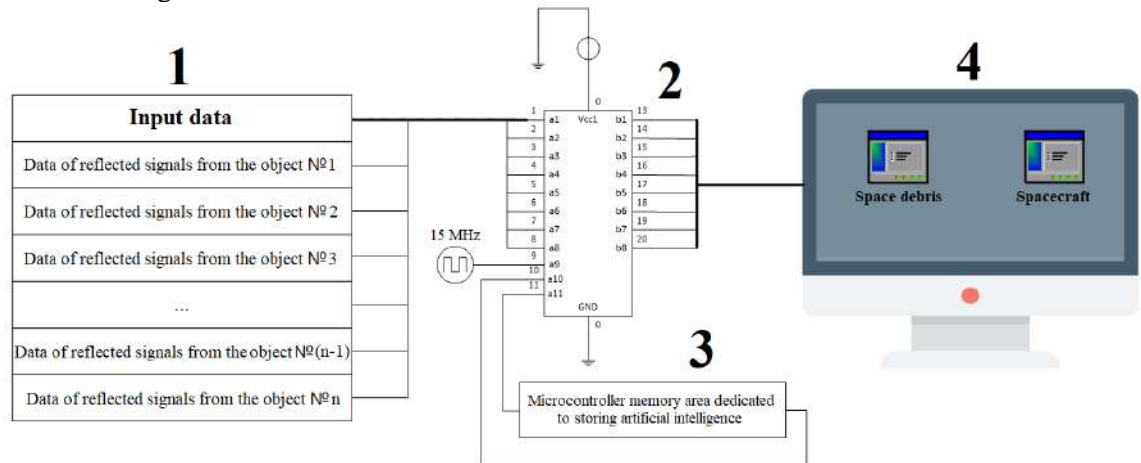 1
Input data
Data of reflected signals from the object №1
Data of reflected signals from the object №2
Data of reflected signals from the object №3
...
Data of reflected signals from the object №(n-1)
Data of reflected signals from the object №n
15 MHz
2
0
Vcc1
1 a1
2 a2
3 a3
4 a4
5 a5
6 a6
7 a7
8 a8
9 a9
10 a10
11 a11
b1 13
b2 14
b3 15
b4 16
b5 17
b6 18
b7 19
b8 20
GND
0
3
Microcontroller memory area dedicated
to storing artificial intelligence
4
Space debris
Spacecraft